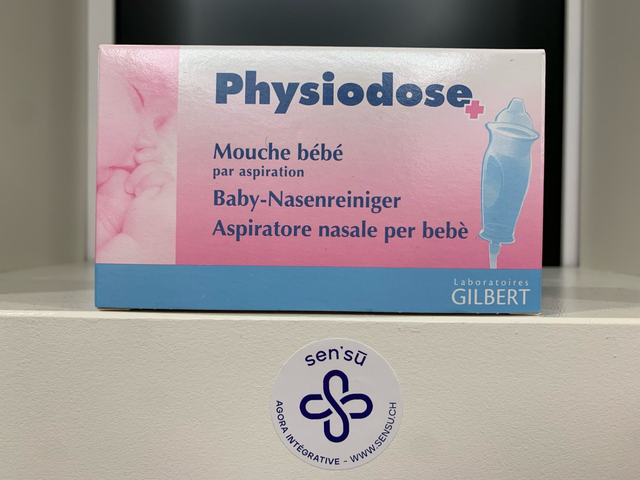 Physiodose
Mouche bébé
par aspiration
Baby-Nasenreiniger
Aspiratore nasale per bebè
Laboratoires
GILBERT
sen'sū
AGORA INTÉGRATIVE - WWW.SENSU.CH